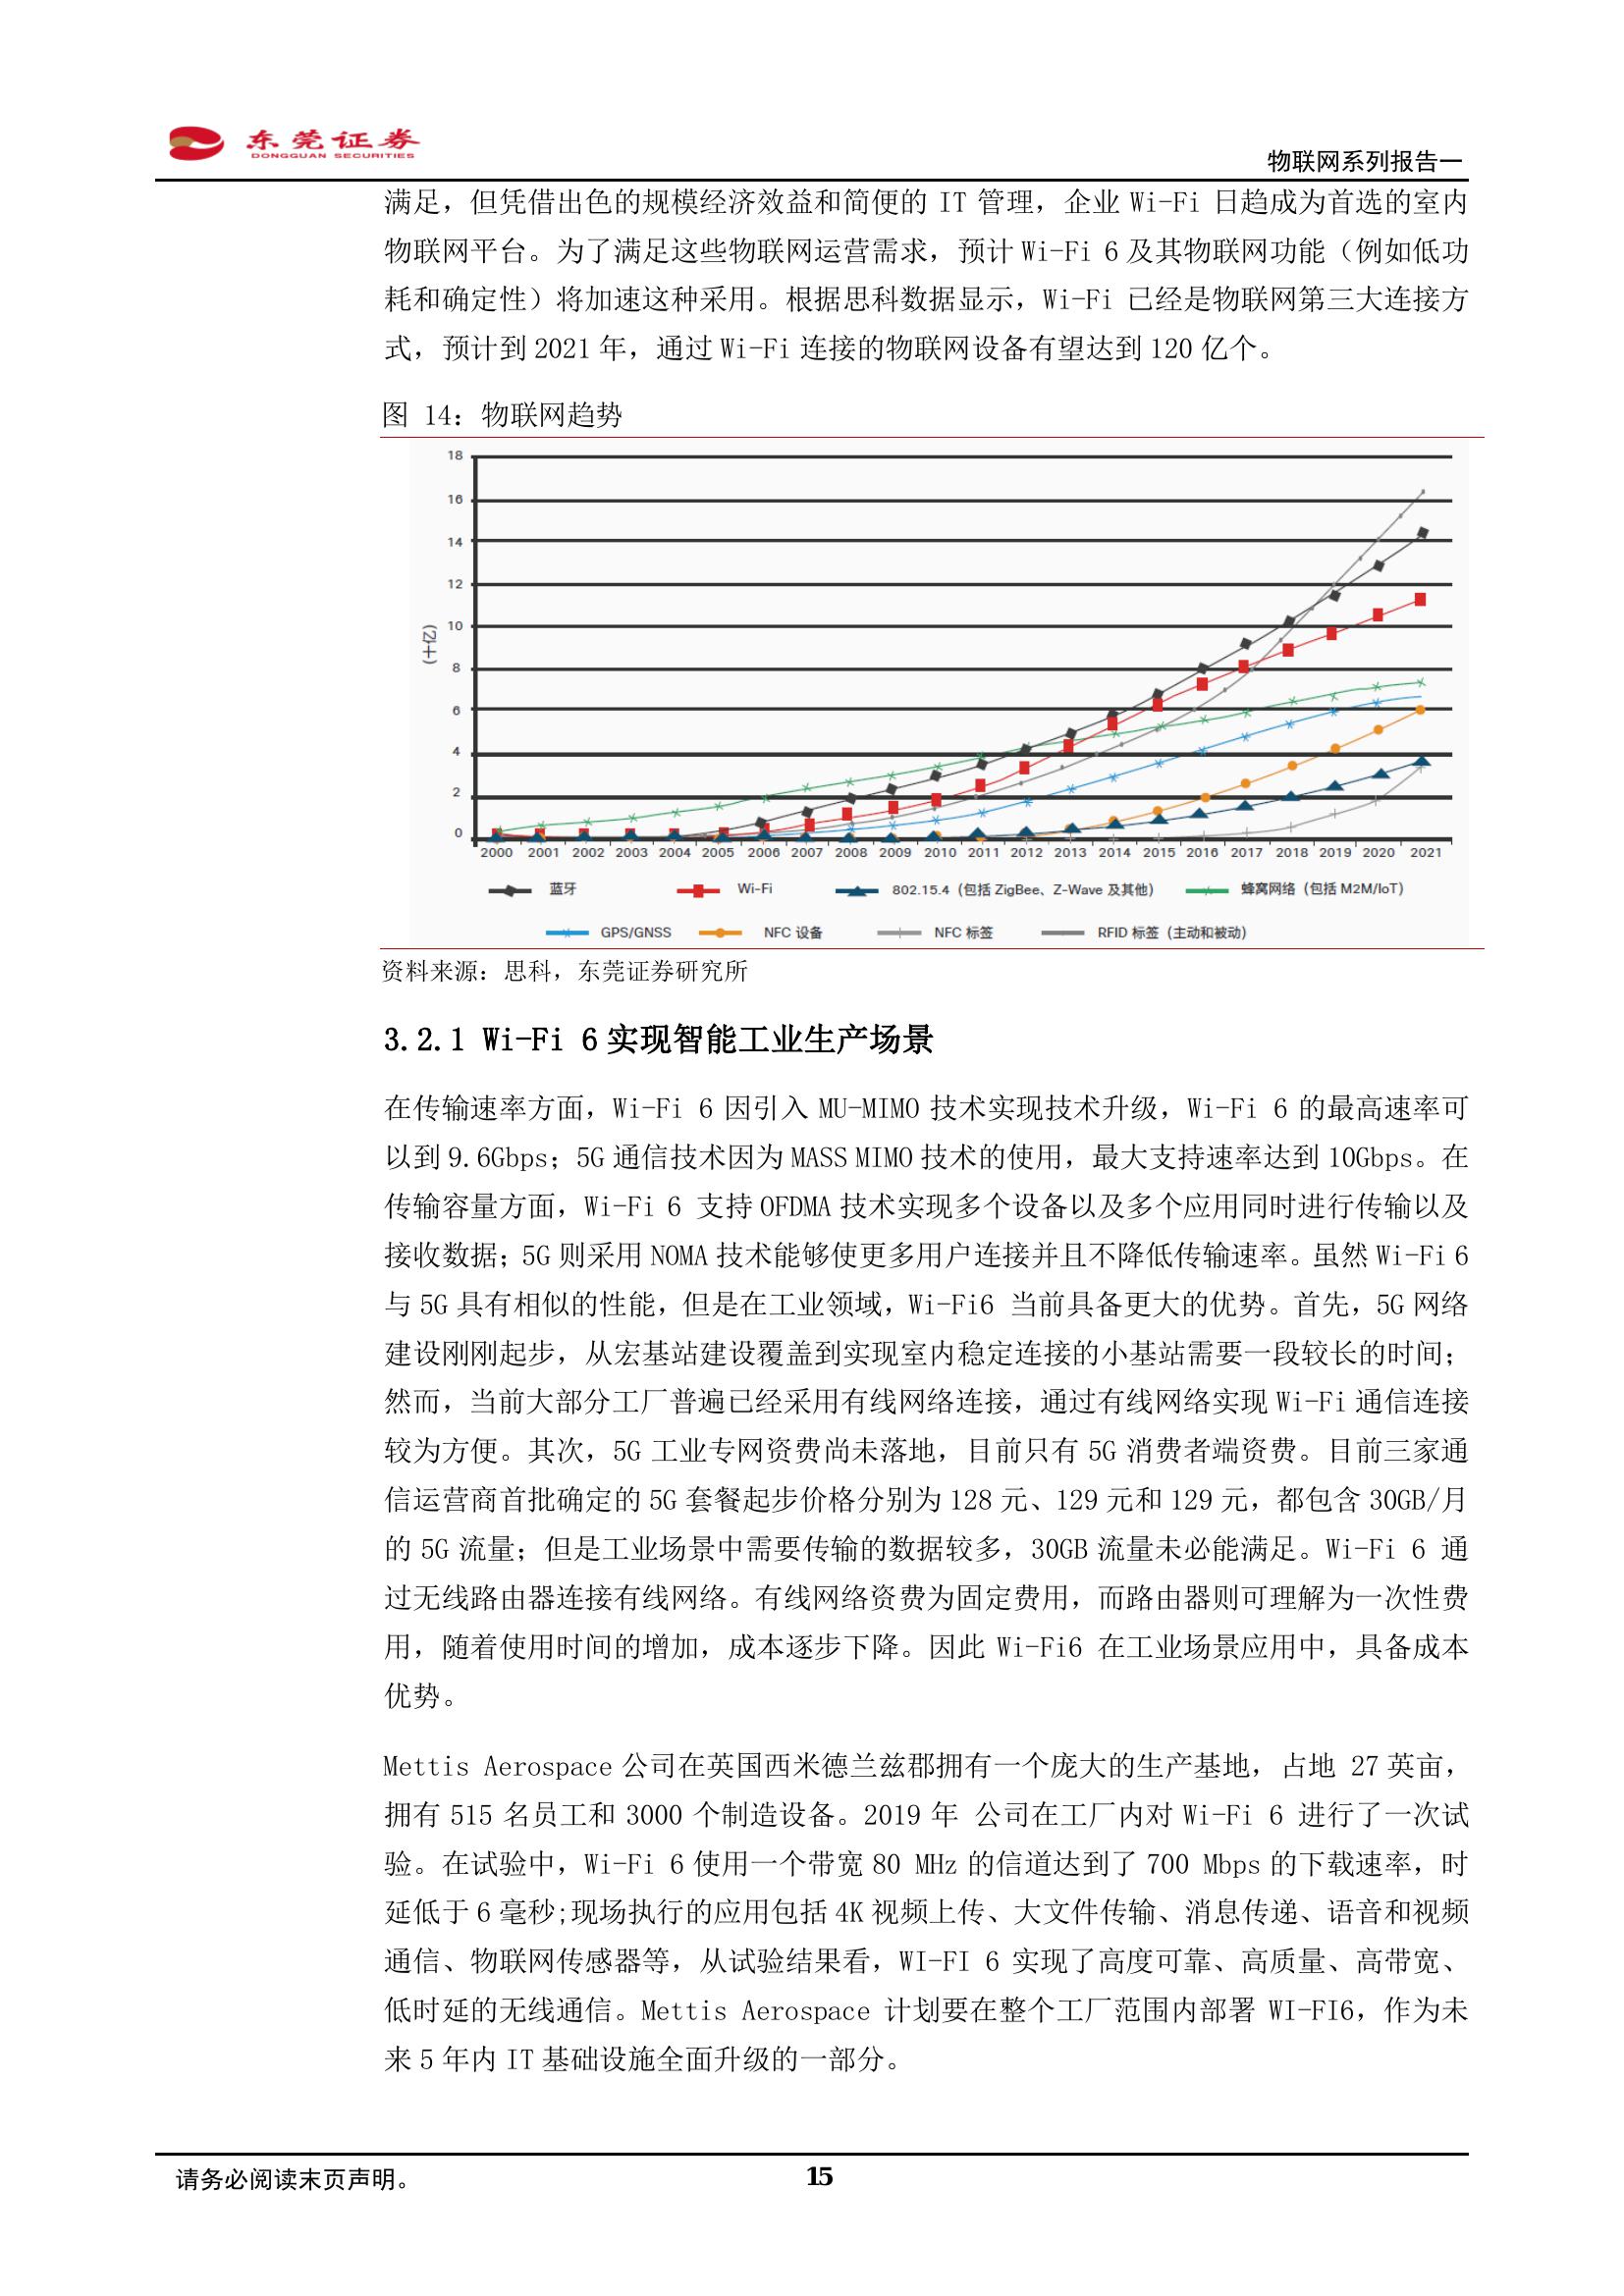 东莞证券
DONGGUAN SECURITIES
物联网系列报告一
满足，但凭借出色的规模经济效益和简便的 IT 管理，企业 Wi-Fi 日趋成为首选的室内
物联网平台。为了满足这些物联网运营需求，预计 Wi-Fi 6 及其物联网功能（例如低功
耗和确定性）将加速这种采用。根据思科数据显示，Wi-Fi 已经是物联网第三大连接方
式，预计到 2021 年，通过 Wi-Fi 连接的物联网设备有望达到 120 亿个。
图 14：物联网趋势
18
16
14
12
10
8
6
4
2
0
(十亿)
2000 2001 2002 2003 2004 2005 2006 2007 2008 2009 2010 2011 2012 2013 2014 2015 2016 2017 2018 2019 2020 2021
蓝牙 Wi-Fi 802.15.4（包括 ZigBee、Z-Wave 及其他） 蜂窝网络（包括 M2M/IoT）
GPS/GNSS NFC 设备 NFC 标签 RFID 标签（主动和被动）
资料来源：思科，东莞证券研究所
3.2.1 Wi-Fi 6 实现智能工业生产场景
在传输速率方面，Wi-Fi 6 因引入 MU-MIMO 技术实现技术升级，Wi-Fi 6 的最高速率可
以到 9.6Gbps；5G 通信技术因为 MASS MIMO 技术的使用，最大支持速率达到 10Gbps。在
传输容量方面，Wi-Fi 6 支持 OFDMA 技术实现多个设备以及多个应用同时进行传输以及
接收数据；5G 则采用 NOMA 技术能够使更多用户连接并且不降低传输速率。虽然 Wi-Fi 6
与 5G 具有相似的性能，但是在工业领域，Wi-Fi6 当前具备更大的优势。首先，5G 网络
建设刚刚起步，从宏基站建设覆盖到实现室内稳定连接的小基站需要一段较长的时间；
然而，当前大部分工厂普遍已经采用有线网络连接，通过有线网络实现 Wi-Fi 通信连接
较为方便。其次，5G 工业专网资费尚未落地，目前只有 5G 消费者端资费。目前三家通
信运营商首批确定的 5G 套餐起步价格分别为 128 元、129 元和 129 元，都包含 30GB/月
的 5G 流量；但是工业场景中需要传输的数据较多，30GB 流量未必能满足。Wi-Fi 6 通
过无线路由器连接有线网络。有线网络资费为固定费用，而路由器则可理解为一次性费
用，随着使用时间的增加，成本逐步下降。因此 Wi-Fi6 在工业场景应用中，具备成本
优势。
Mettis Aerospace 公司在英国西米德兰兹郡拥有一个庞大的生产基地，占地 27 英亩，
拥有 515 名员工和 3000 个制造设备。2019 年 公司在工厂内对 Wi-Fi 6 进行了一次试
验。在试验中，Wi-Fi 6 使用一个带宽 80 MHz 的信道达到了 700 Mbps 的下载速率，时
延低于 6 毫秒;现场执行的应用包括 4K 视频上传、大文件传输、消息传递、语音和视频
通信、物联网传感器等，从试验结果看，WI-FI 6 实现了高度可靠、高质量、高带宽、
低时延的无线通信。Mettis Aerospace 计划要在整个工厂范围内部署 WI-FI6，作为未
来 5 年内 IT 基础设施全面升级的一部分。
请务必阅读末页声明。
15